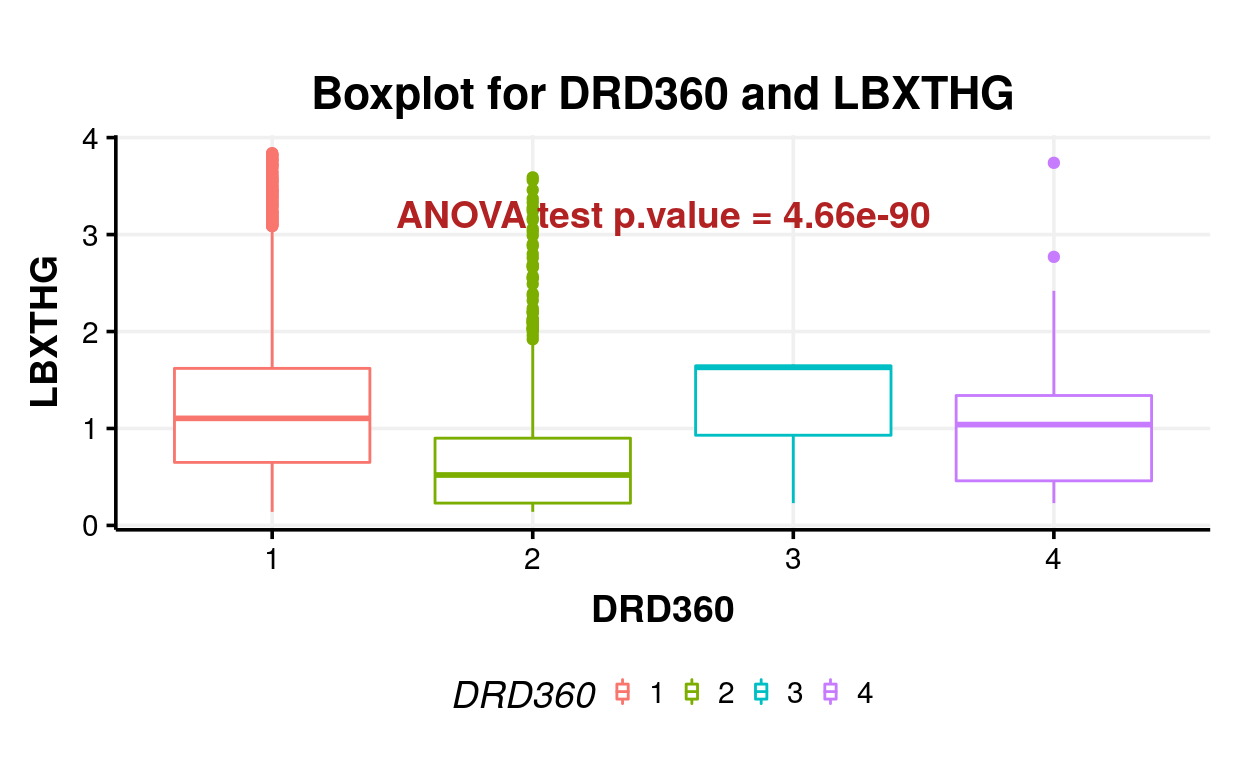 Boxplot for DRD360 and LBXTHG
ANOVA test p.value = 4.66e-90
LBXTHG
4
3
2
1
0
1 2 3 4
DRD360
DRD360 1 2 3 4